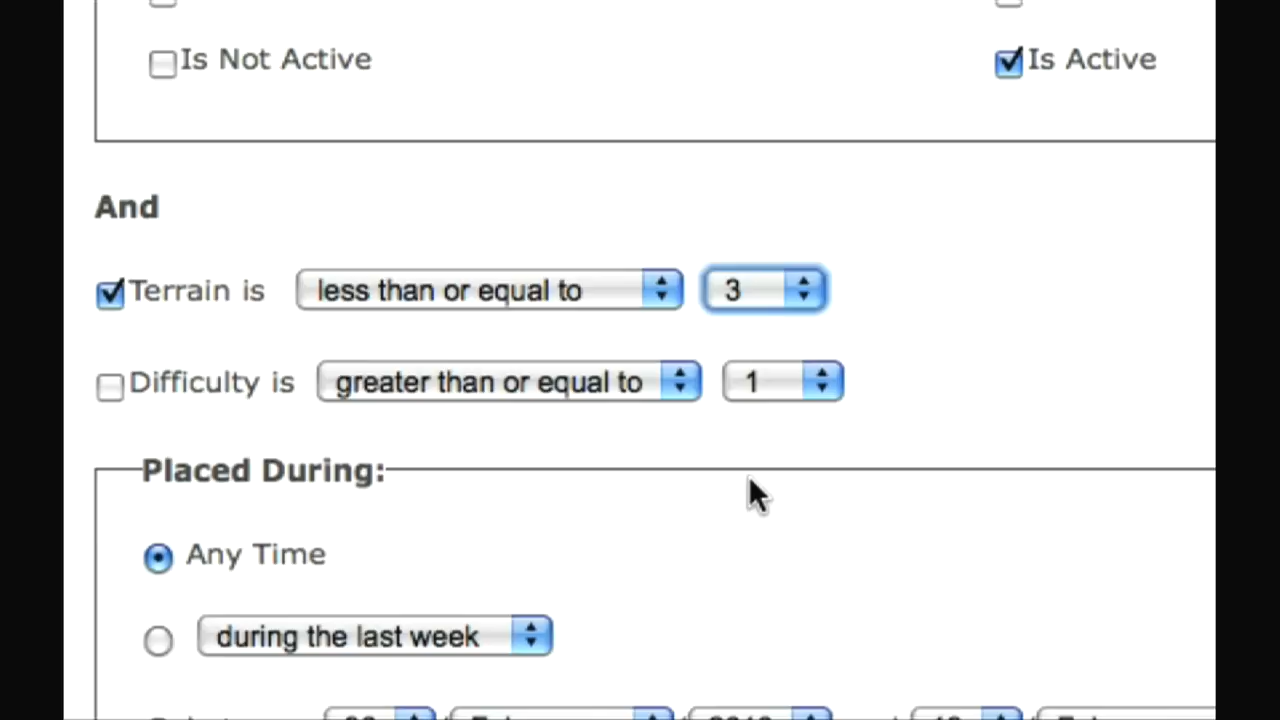 Is Not Active Is Active
And
Terrain is less than or equal to 3
Difficulty is greater than or equal to 1
Placed During:
Any Time
during the last week